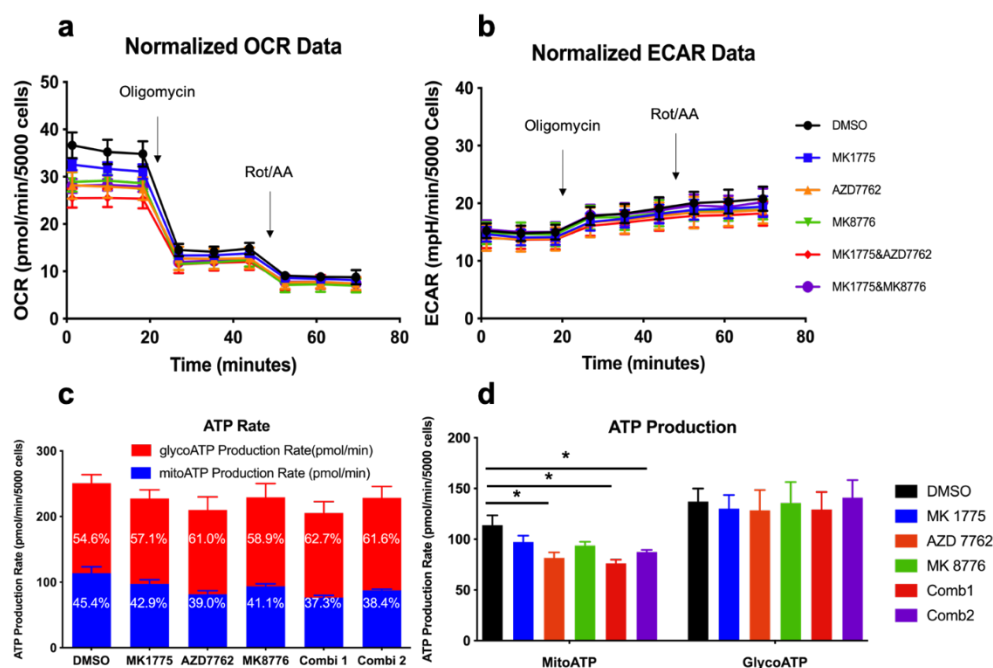 a
Normalized OCR Data
OCR (pmol/min/5000 cells)
50
40
30
20
10
0
Oligomycin
Rot/AA
0 20 40 60 80
Time (minutes)
b
Normalized ECAR Data
ECAR (mpH/min/5000 Cells)
40
30
20
10
0
Oligomycin
Rot/AA
0 20 40 60 80
Time (minutes)
DMSO
MK1775
AZD7762
MK8776
MK1775&AZD7762
MK1775&MK8776
c
ATP Rate
ATP Production Rate (pmol/min/5000 cells)
glycoATP Production Rate(pmol/min)
mitoATP Production Rate (pmol/min)
300
200
100
0
54.6% 57.1% 61.0% 58.9% 62.7% 61.6%
45.4% 42.9% 39.0% 41.1% 37.3% 38.4%
DMSO MK1775 AZD7762 MK8776 Combi 1 Combi 2
d
ATP Production
ATP Production Rate (pmol/min/5000 cells)
200
150
100
50
0
*
*
*
MitoATP GlycoATP
DMSO
MK 1775
AZD 7762
MK 8776
Comb1
Comb2